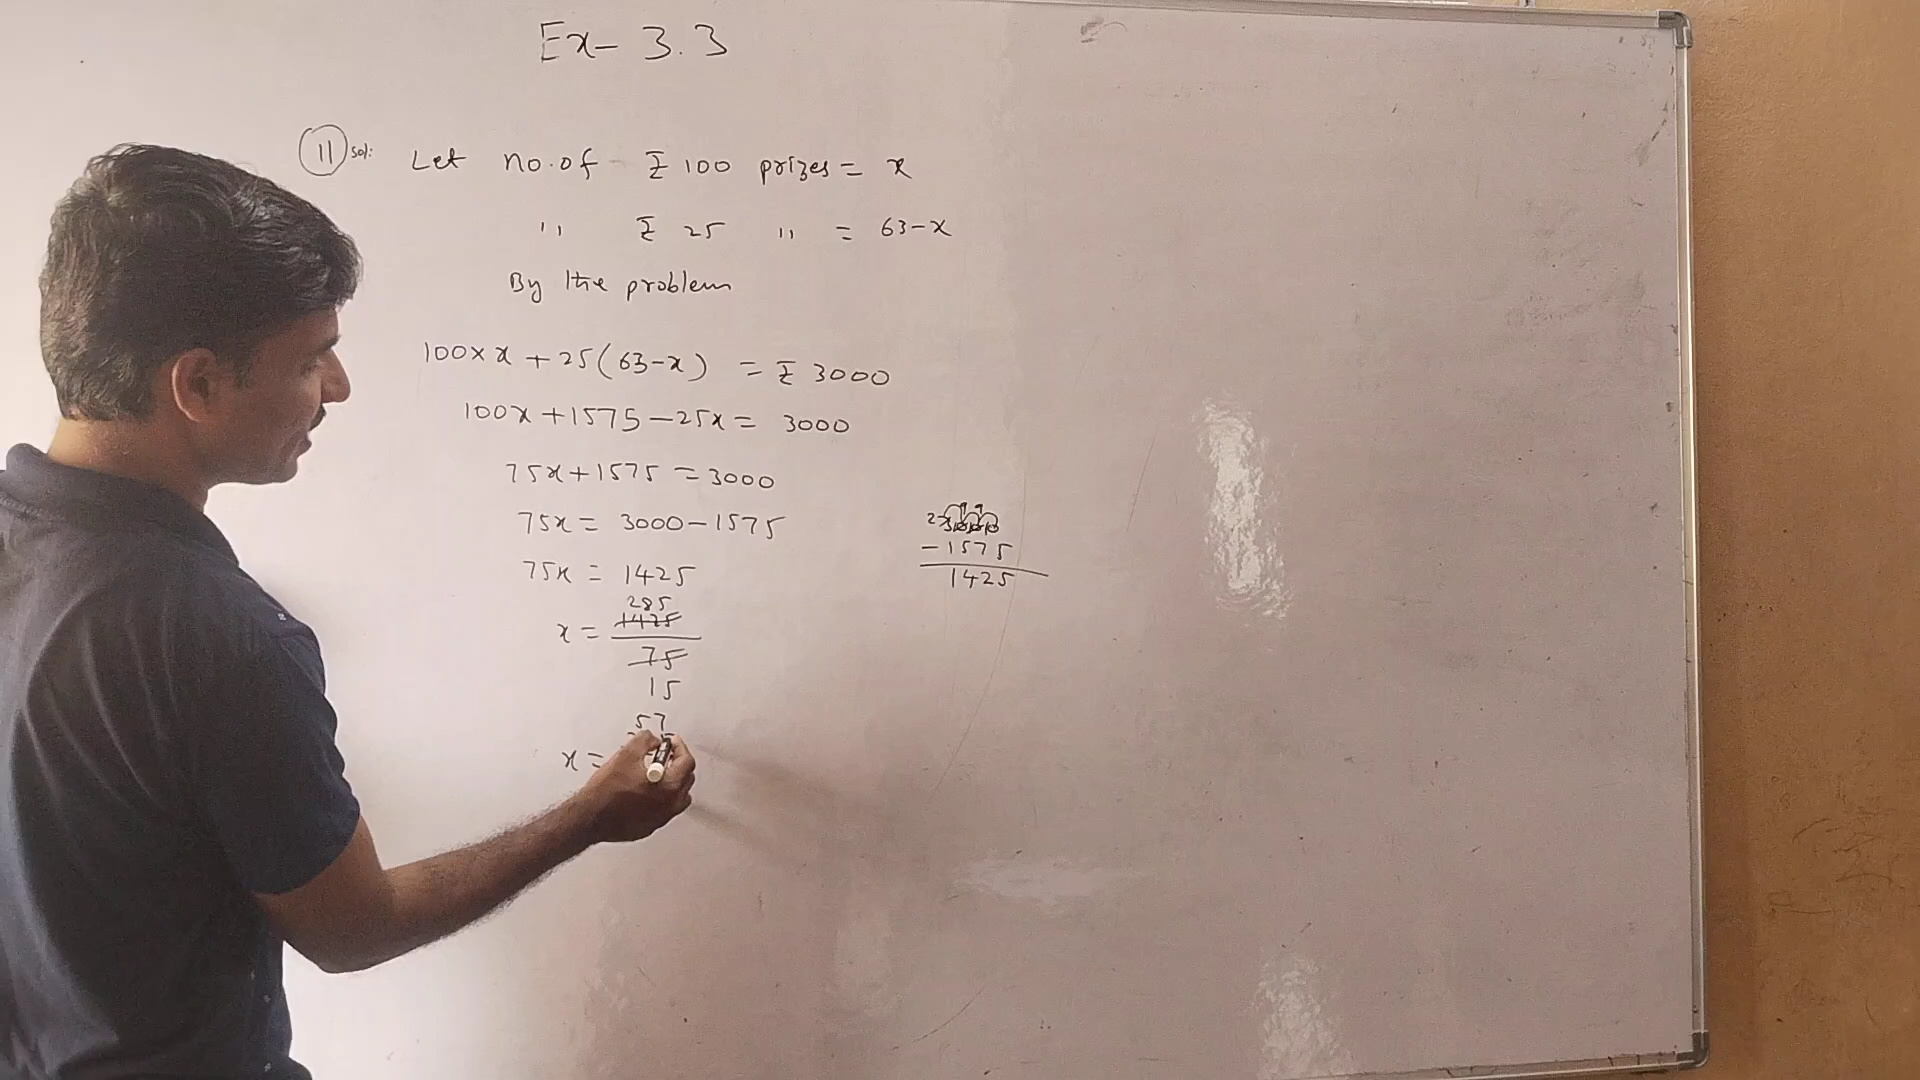 Ex- 3.3
11 sol: Let no.of ₹ 100 prizes = x
" ₹ 25 " = 63-x
By the problem
100×x + 25(63-x) = ₹ 3000
100x+1575-25x = 3000
75x+1575 = 3000
75x = 3000-1575
75x = 1425
285
x = 1425
75
15
57
x =
-1575
1425